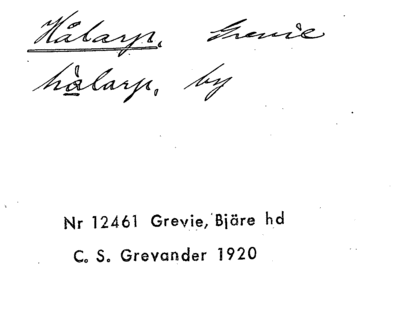 Hålarp, Grevie
hålarp, by
Nr 12461 Grevie, Bjäre hd
C. S. Grevander 1920